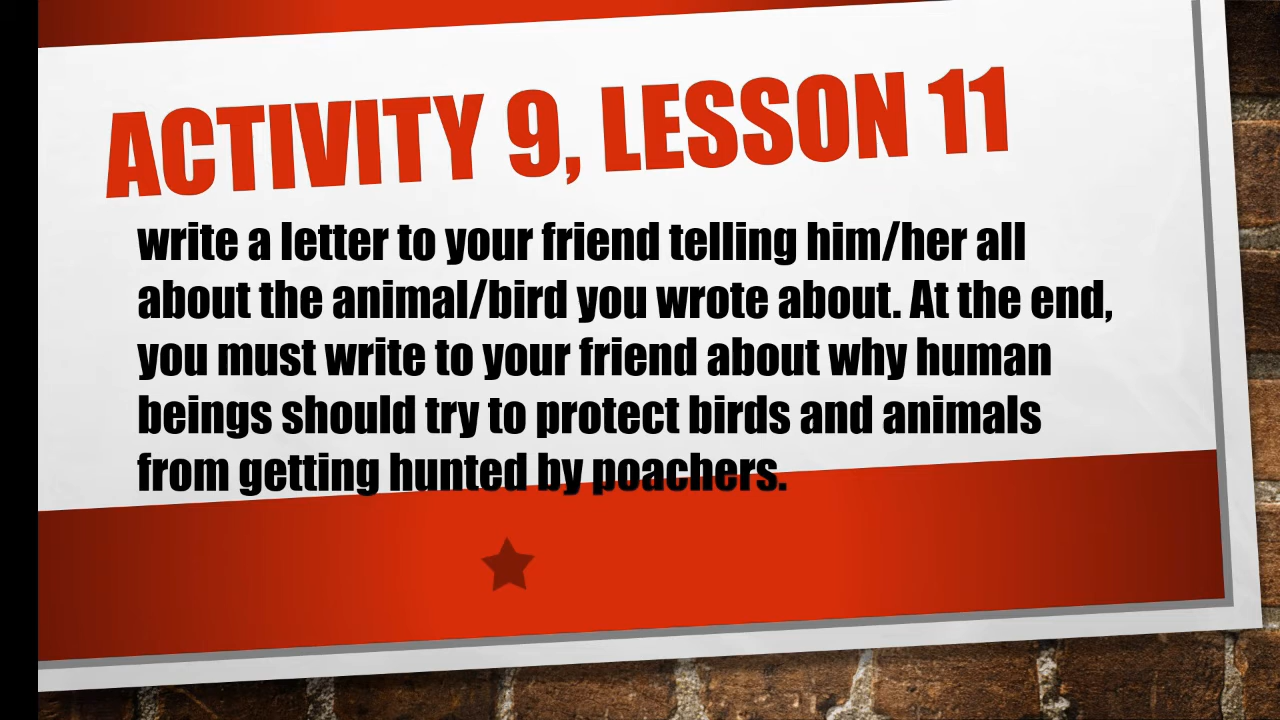 ACTIVITY 9, LESSON 11
write a letter to your friend telling him/her all
about the animal/bird you wrote about. At the end,
you must write to your friend about why human
beings should try to protect birds and animals
from getting hunted by poachers.